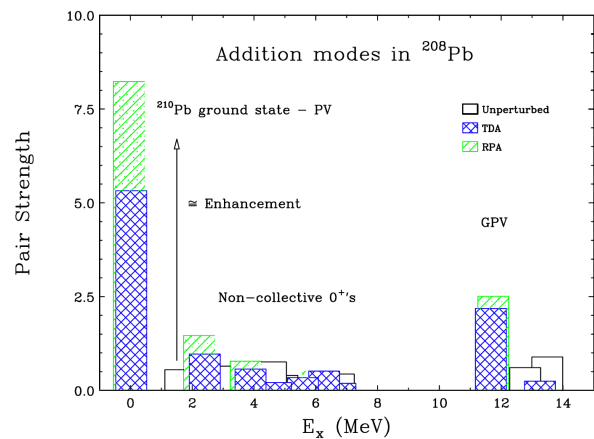 10.0
7.5
5.0
2.5
0.0
Pair Strength
Addition modes in ²⁰⁸Pb
²¹⁰Pb ground state – PV
Unperturbed
TDA
RPA
≅ Enhancement
GPV
Non–collective 0⁺'s
0 2 4 6 8 10 12 14
Eₓ (MeV)